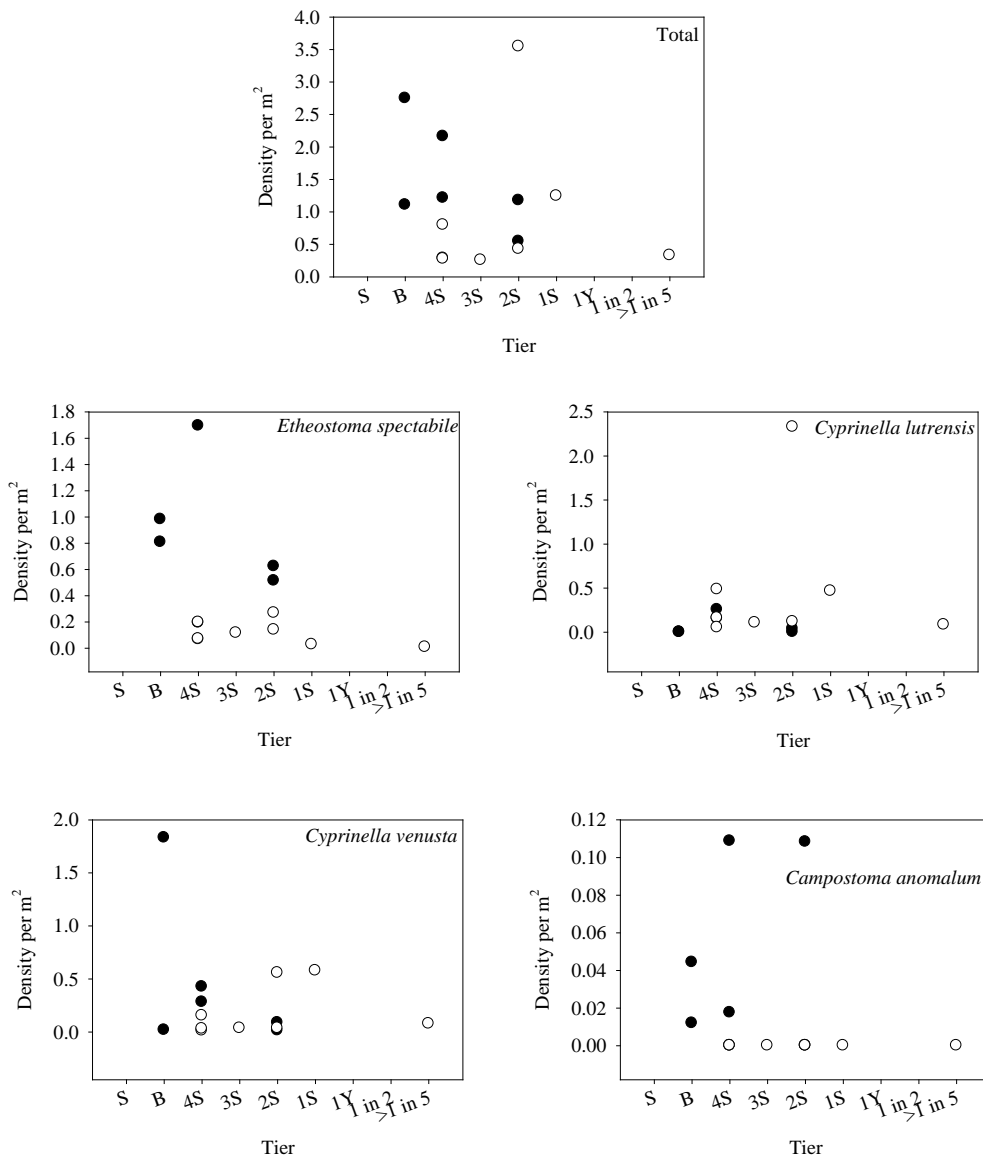 Total
Density per m²
4.0
3.5
3.0
2.5
2.0
1.5
1.0
0.5
0.0
S B 4S 3S 2S 1S 1Y 1 in 2 >1 in 5
Tier
Etheostoma spectabile
Density per m²
1.8
1.6
1.4
1.2
1.0
0.8
0.6
0.4
0.2
0.0
S B 4S 3S 2S 1S 1Y 1 in 2 >1 in 5
Tier
Cyprinella lutrensis
Density per m²
2.5
2.0
1.5
1.0
0.5
0.0
S B 4S 3S 2S 1S 1Y 1 in 2 >1 in 5
Tier
Cyprinella venusta
Density per m²
2.0
1.5
1.0
0.5
0.0
S B 4S 3S 2S 1S 1Y 1 in 2 >1 in 5
Tier
Campostoma anomalum
Density per m²
0.12
0.10
0.08
0.06
0.04
0.02
0.00
S B 4S 3S 2S 1S 1Y 1 in 2 >1 in 5
Tier